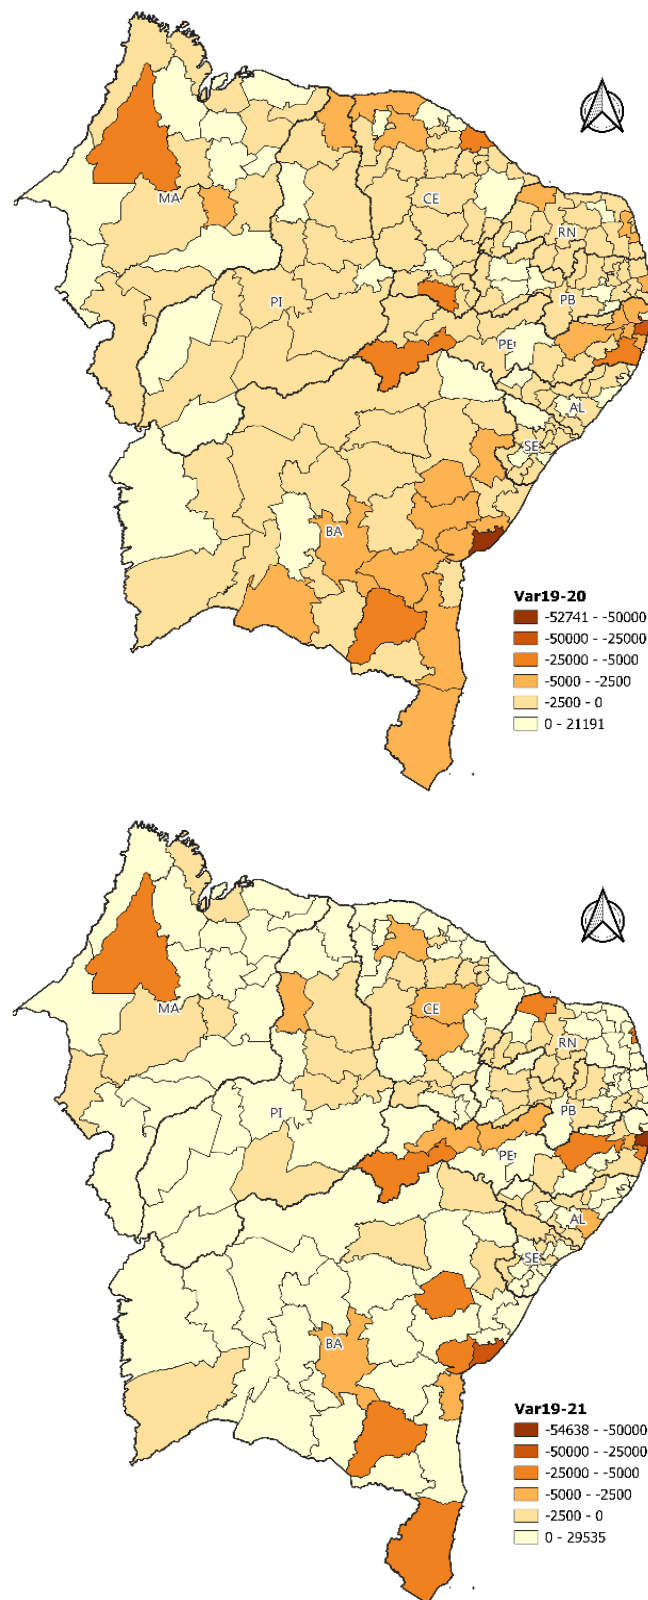 MA
CE
RN
PI
PB
PE
AL
SE
BA
Var19-20
-52741 - -50000
-50000 - -25000
-25000 - -5000
-5000 - -2500
-2500 - 0
0 - 21191
MA
CE
RN
PI
PB
PE
AL
SE
BA
Var19-21
-54638 - -50000
-50000 - -25000
-25000 - -5000
-5000 - -2500
-2500 - 0
0 - 29535